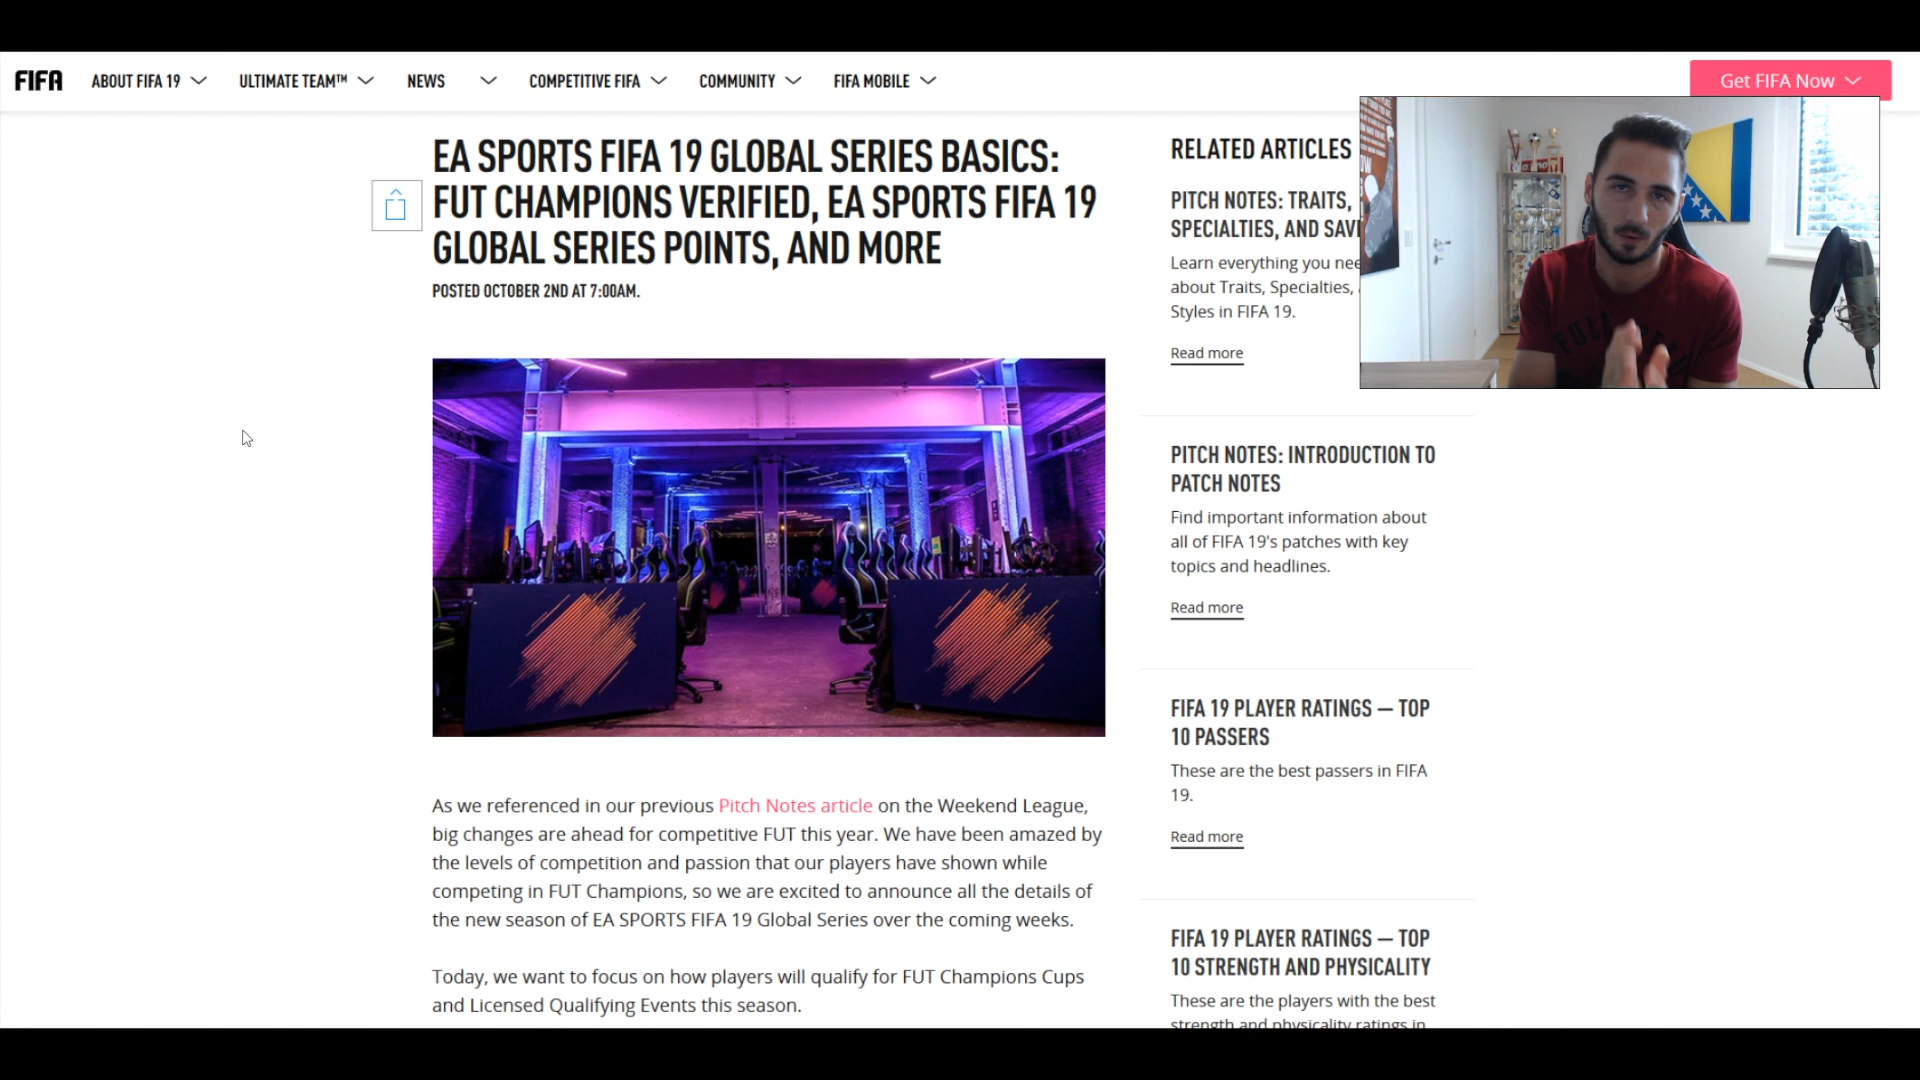 FIFA
ABOUT FIFA 19
ULTIMATE TEAM™
NEWS
COMPETITIVE FIFA
COMMUNITY
FIFA MOBILE
Get FIFA Now
EA SPORTS FIFA 19 GLOBAL SERIES BASICS:
FUT CHAMPIONS VERIFIED, EA SPORTS FIFA 19
GLOBAL SERIES POINTS, AND MORE
POSTED OCTOBER 2ND AT 7:00AM.
As we referenced in our previous Pitch Notes article on the Weekend League,
big changes are ahead for competitive FUT this year. We have been amazed by
the levels of competition and passion that our players have shown while
competing in FUT Champions, so we are excited to announce all the details of
the new season of EA SPORTS FIFA 19 Global Series over the coming weeks.
Today, we want to focus on how players will qualify for FUT Champions Cups
and Licensed Qualifying Events this season.
RELATED ARTICLES
PITCH NOTES: TRAITS,
SPECIALTIES, AND
Learn everything you
about Traits, Specialties,
Styles in FIFA 19.
Read more
PITCH NOTES: INTRODUCTION TO
PATCH NOTES
Find important information about
all of FIFA 19's patches with key
topics and headlines.
Read more
FIFA 19 PLAYER RATINGS — TOP
10 PASSERS
These are the best passers in FIFA
19.
Read more
FIFA 19 PLAYER RATINGS — TOP
10 STRENGTH AND PHYSICALITY
These are the players with the best
strength and physicality ratings in